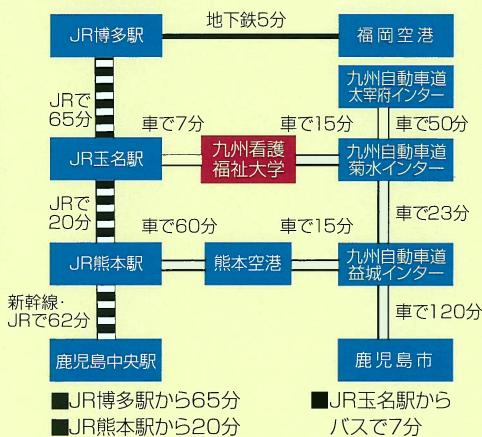 地下鉄5分
JR博多駅
福岡空港
九州自動車道
太宰府インター
JRで
65分
車で7分
車で15分
車で50分
JR玉名駅
九州看護
福祉大学
九州自動車道
菊水インター
JRで
20分
車で60分
車で15分
車で23分
JR熊本駅
熊本空港
九州自動車道
益城インター
新幹線・
JRで62分
車で120分
鹿児島中央駅
鹿児島市
■JR博多駅から65分
■JR熊本駅から20分
■JR玉名駅から
バスで7分